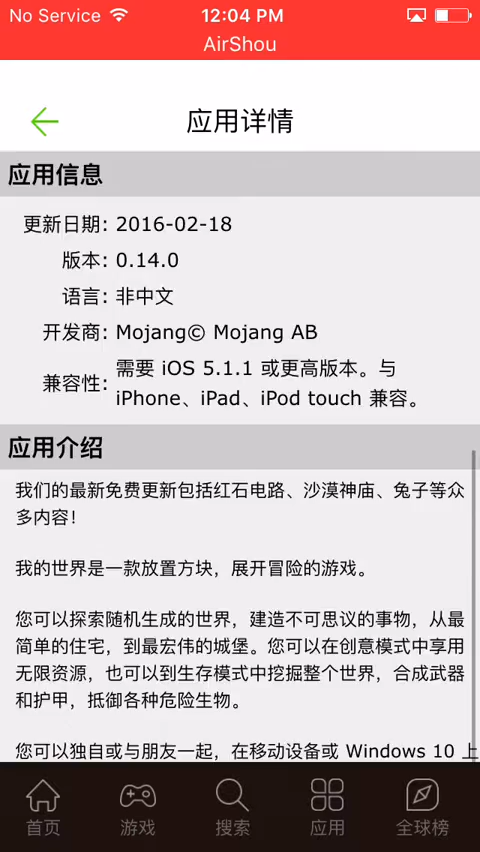 No Service 12:04 PM
AirShou
应用详情
应用信息
更新日期: 2016-02-18
版本: 0.14.0
语言: 非中文
开发商: Mojang© Mojang AB
兼容性: 需要 iOS 5.1.1 或更高版本。与
iPhone、iPad、iPod touch 兼容。
应用介绍
我们的最新免费更新包括红石电路、沙漠神庙、兔子等众
多内容!
我的世界是一款放置方块，展开冒险的游戏。
您可以探索随机生成的世界，建造不可思议的事物，从最
简单的住宅，到最宏伟的城堡。您可以在创意模式中享用
无限资源，也可以到生存模式中挖掘整个世界，合成武器
和护甲，抵御各种危险生物。
您可以独自或与朋友一起，在移动设备或 Windows 10 上
首页 游戏 搜索 应用 全球榜